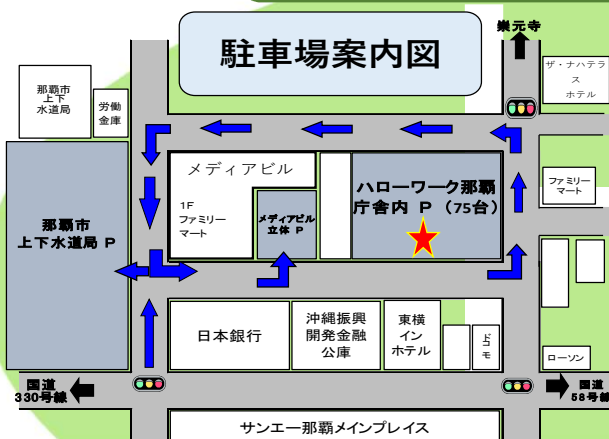 駐車場案内図
崇元寺
ザ・ナハテラ
ス
ホテル
那覇市
上下
水道局
労働
金庫
メディアビル
1F
ファミリー
マート
メディアビル
立体 P
ハローワーク那覇
庁舎内 P (75台)
ファミリー
マート
那覇市
上下水道局 P
日本銀行
沖縄振興
開発金融
公庫
東横
イン
ホテル
ドコモ
ローソン
国道
330号線
国道
58号線
サンエー那覇メインプレイス